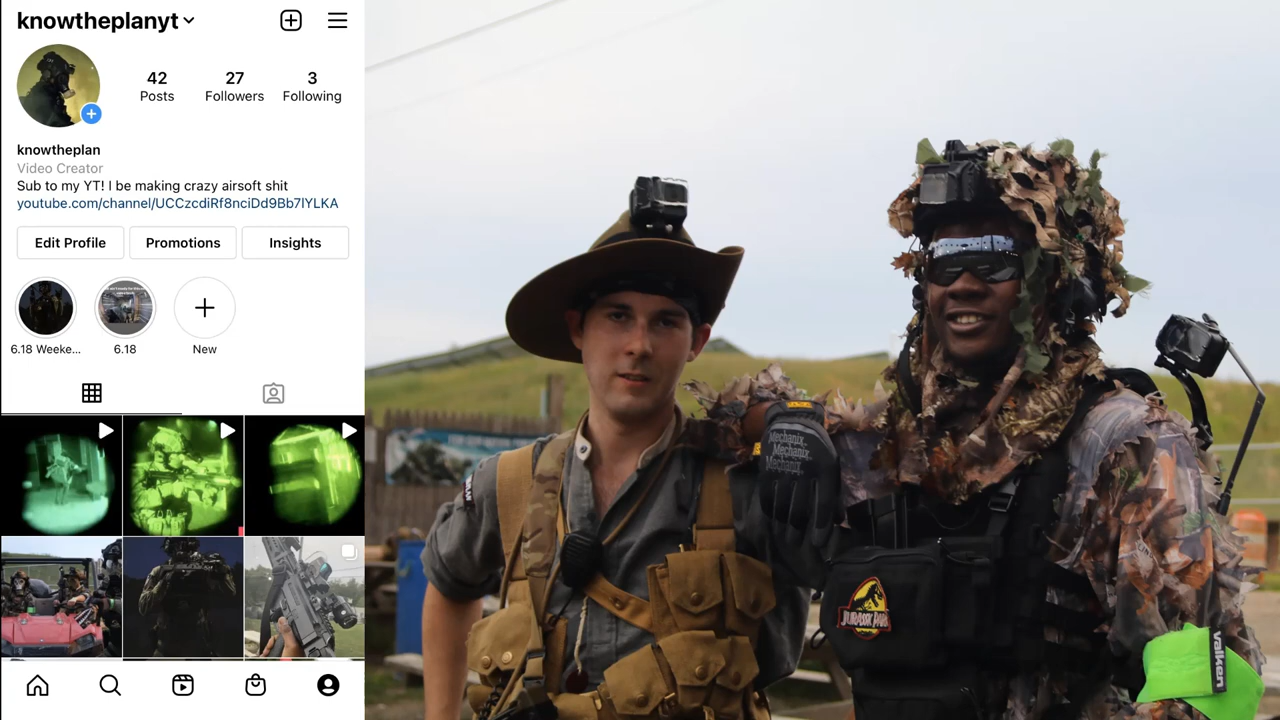 knowtheplanyt
42
Posts
27
Followers
3
Following
knowtheplan
Video Creator
Sub to my YT! I be making crazy airsoft shit
youtube.com/channel/UCCzcdiRf8nciDd9Bb7lYLKA
Edit Profile
Promotions
Insights
6.18 Weeke...
6.18
New
Mechanix
Mechanix
Mechanix
JURASSIC PARK
valken